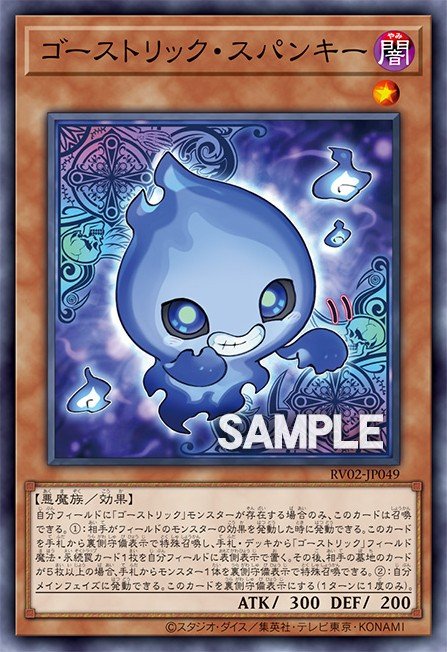 ゴーストリック・スパンキー
やみ
闇
SAMPLE
RV02-JP049
【悪魔族／効果】
自分フィールドに「ゴーストリック」モンスターが存在する場合のみ、このカードは召喚
できる。①：相手がフィールドのモンスターの効果を発動した時に発動できる。このカード
を手札から裏側守備表示で特殊召喚し、手札・デッキから「ゴーストリック」フィールド
魔法・永続罠カード1枚を自分フィールドに表側表示で置く。その後、相手の墓地のカード
が５枚以上の場合、手札からモンスター1体を裏側守備表示で特殊召喚できる。②：自分
メインフェイズに発動できる。このカードを裏側守備表示にする（1ターンに1度のみ）。
ATK/ 300 DEF/ 200
©スタジオ・ダイス／集英社・テレビ東京・KONAMI